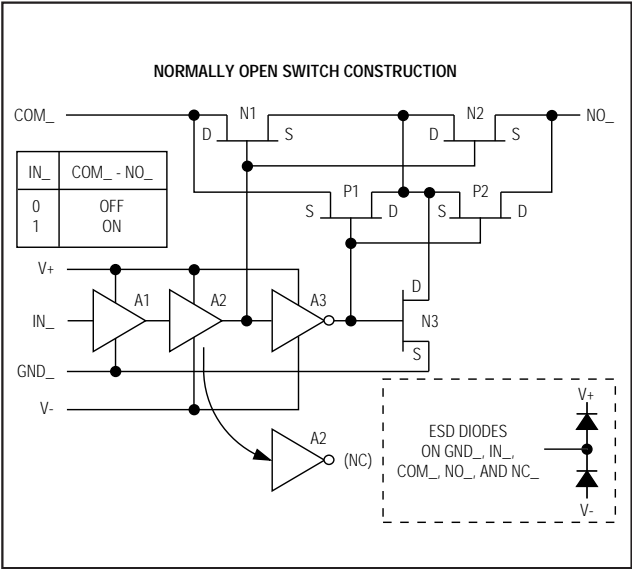 NORMALLY OPEN SWITCH CONSTRUCTION
COM_ N1 N2 NO_
D S D S
IN_ COM_ - NO_
0 OFF
1 ON
P1 P2
S D S D
V+
A1 A2 A3 D
IN_ N3
S
GND_
V-
A2
(NC)
V+
ESD DIODES
ON GND_, IN_,
COM_, NO_, AND NC_
V-